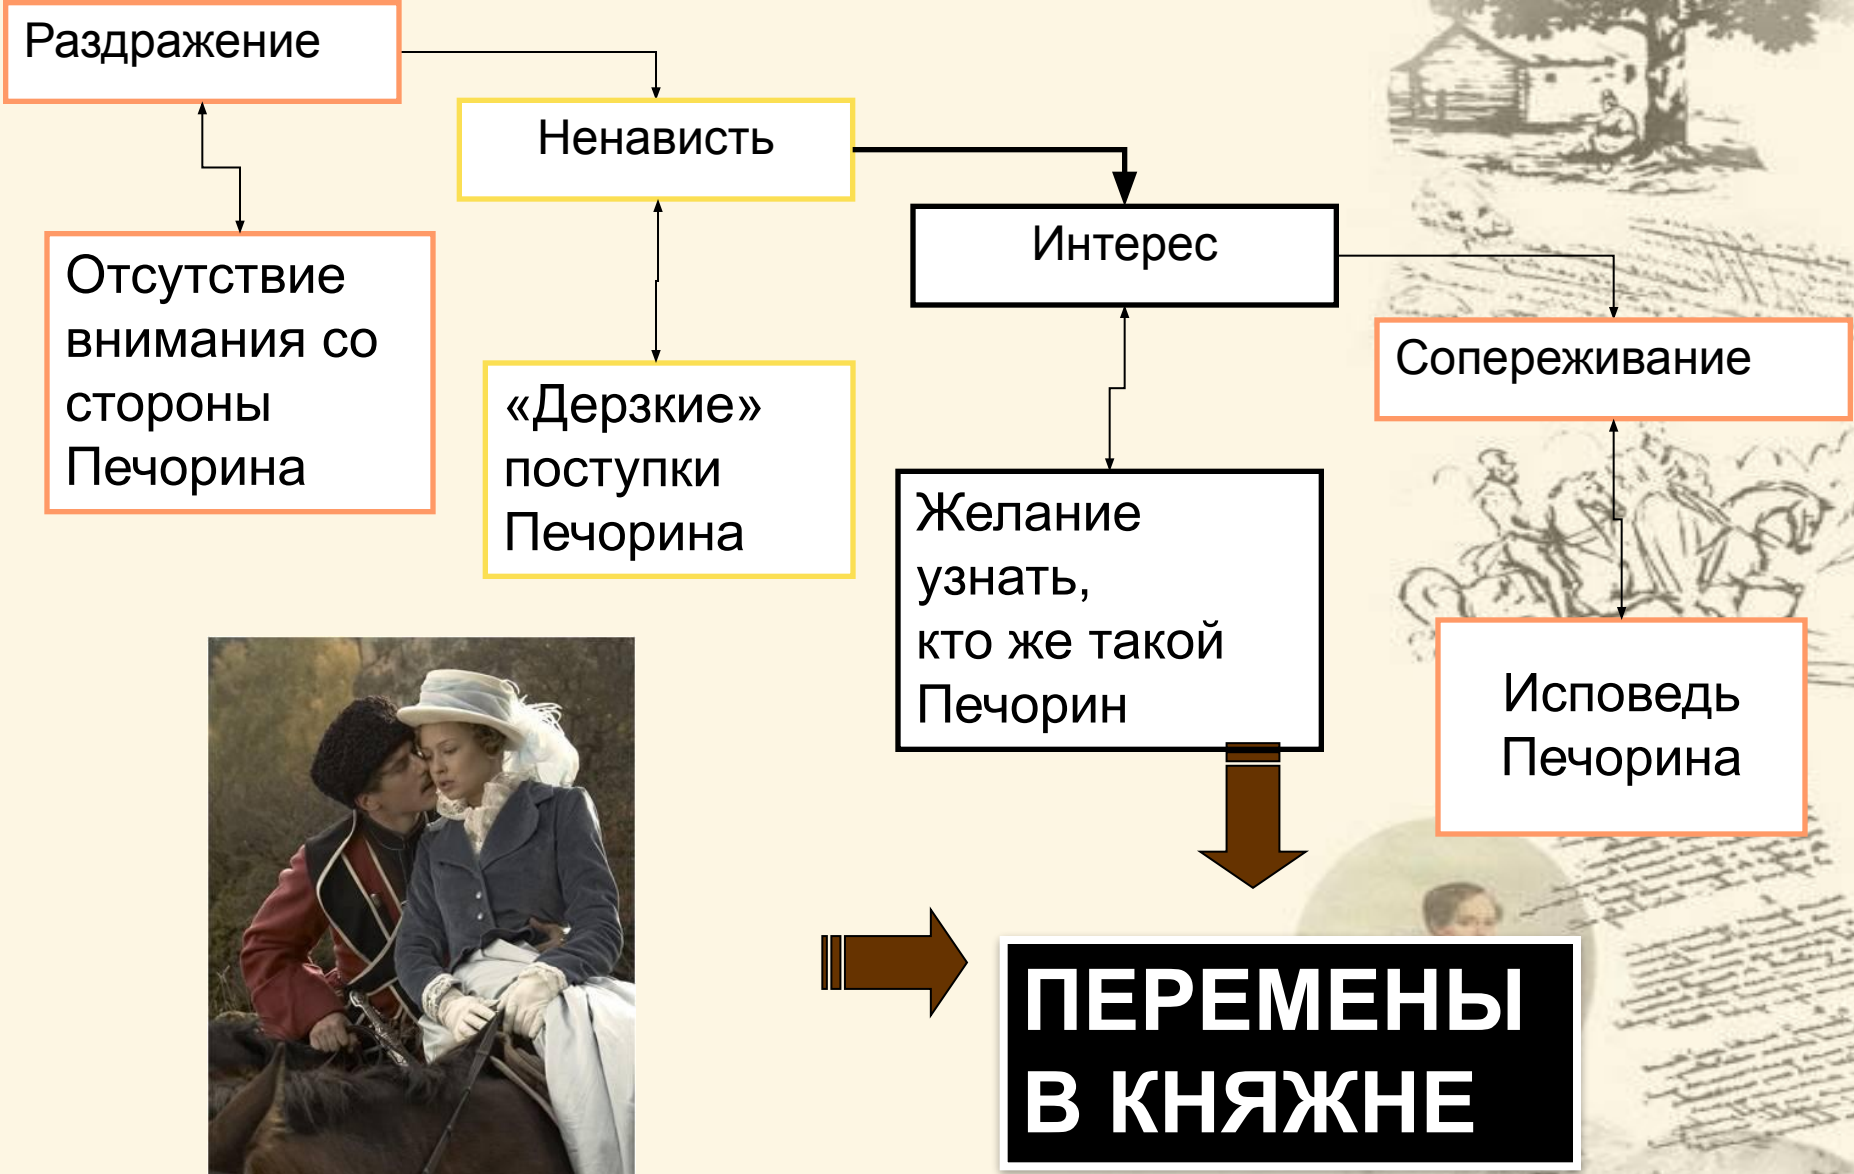 Раздражение
Ненависть
Интерес
Сопереживание
Отсутствие
внимания со
стороны
Печорина
«Дерзкие»
поступки
Печорина
Желание
узнать,
кто же такой
Печорин
Исповедь
Печорина
ПЕРЕМЕНЫ
В КНЯЖНЕ